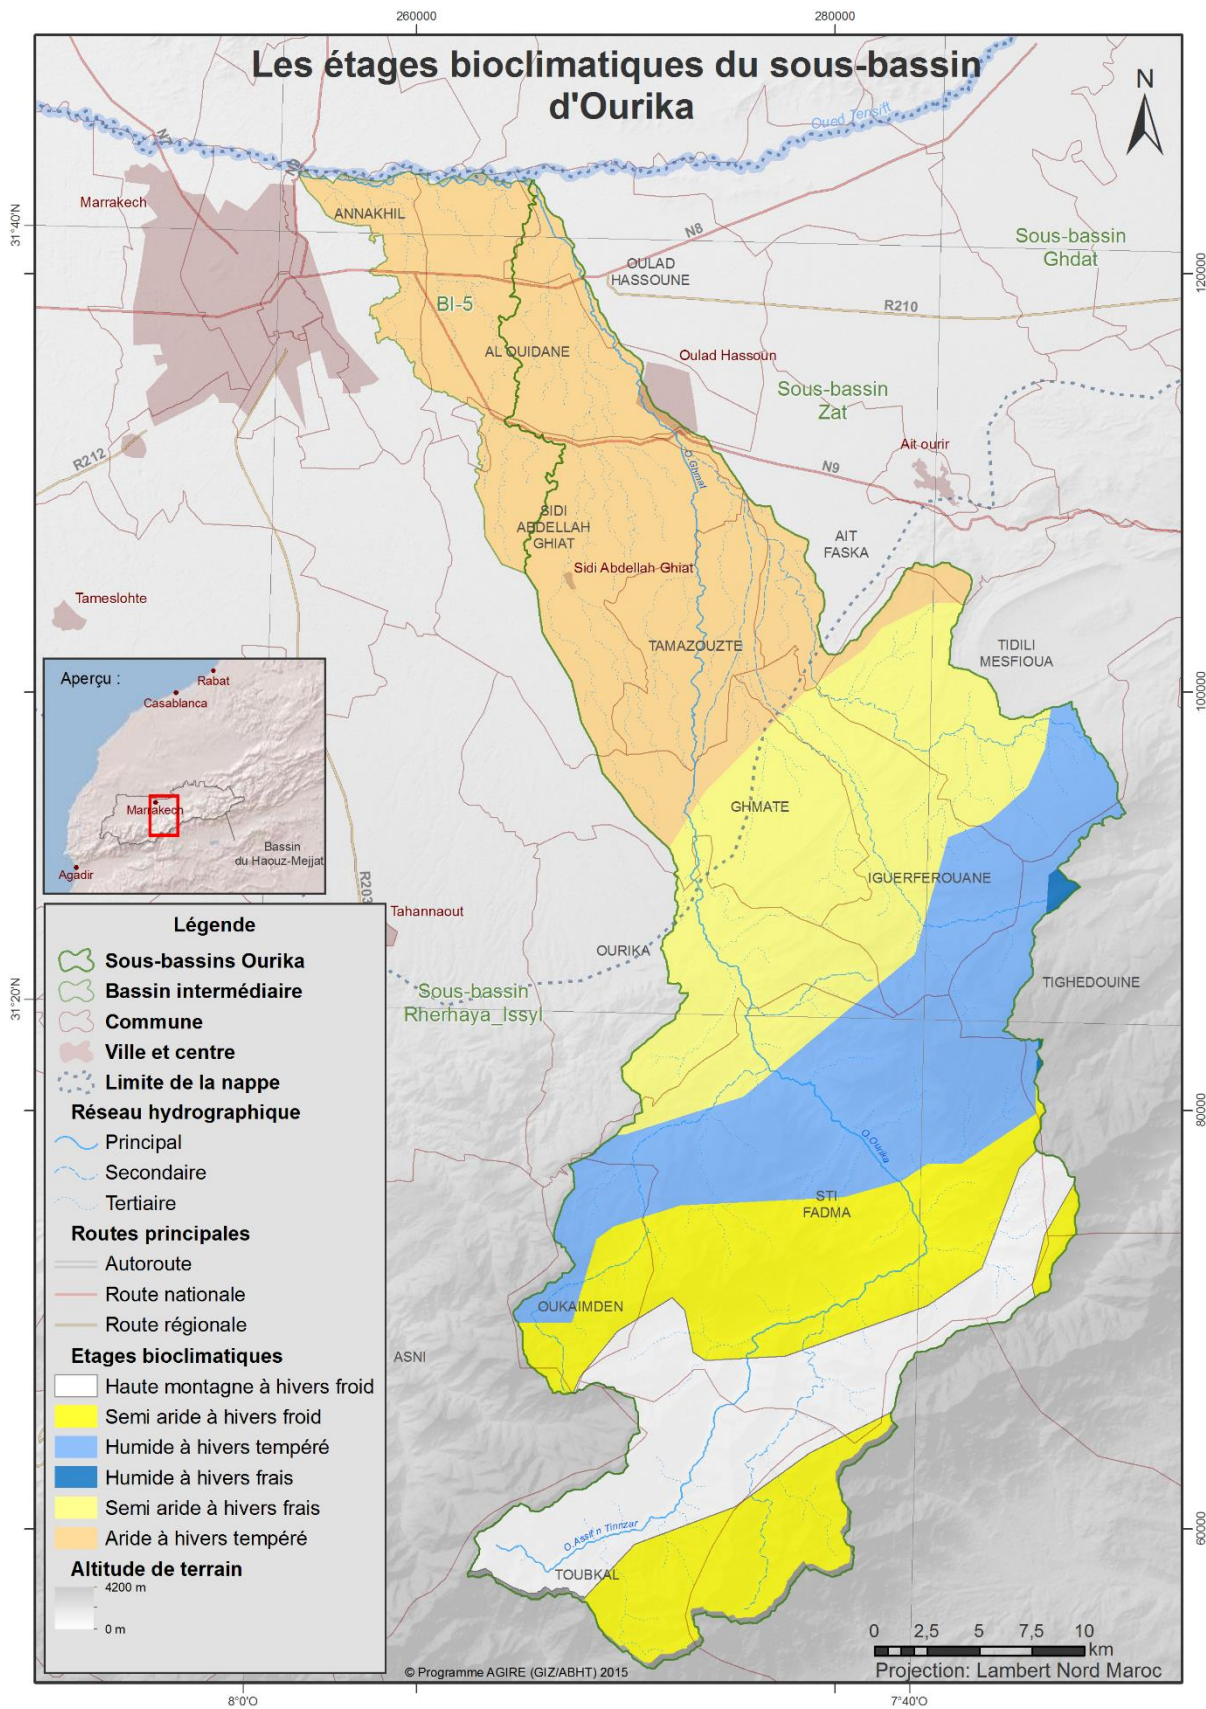 260000
280000
Les étages bioclimatiques du sous-bassin
d'Ourika
N
Oued Tensift
N7
N9
Marrakech
ANNAKHIL
31°40'N
N8
Sous-bassin
Ghdat
OULAD
HASSOUNE
120000
BI-5
R210
AL OUIDANE
Oulad Hassoun
Sous-bassin
Zat
R212
Ait ourir
O.Ghmat
N9
SIDI
ABDELLAH
GHIAT
AIT
FASKA
Sidi Abdellah Ghiat
Tameslohte
TAMAZOUZTE
TIDILI
MESFIOUA
Aperçu :
Rabat
Casablanca
100000
Marrakech
GHMATE
Bassin
du Haouz-Mejjat
Agadir
R203
IGUERFEROUANE
Tahannaout
OURIKA
TIGHEDOUINE
31°20'N
Sous-bassin
Rherhaya_Issyl
Légende
Sous-bassins Ourika
Bassin intermédiaire
Commune
Ville et centre
Limite de la nappe
Réseau hydrographique
Principal
Secondaire
Tertiaire
Routes principales
Autoroute
Route nationale
Route régionale
Etages bioclimatiques
Haute montagne à hivers froid
Semi aride à hivers froid
Humide à hivers tempéré
Humide à hivers frais
Semi aride à hivers frais
Aride à hivers tempéré
Altitude de terrain
4200 m
0 m
80000
O.Ourika
STI
FADMA
OUKAIMDEN
ASNI
O.Assif n Tinnzar
60000
TOUBKAL
0 2,5 5 7,5 10
km
© Programme AGIRE (GIZ/ABHT) 2015
Projection: Lambert Nord Maroc
8°0'O
7°40'O